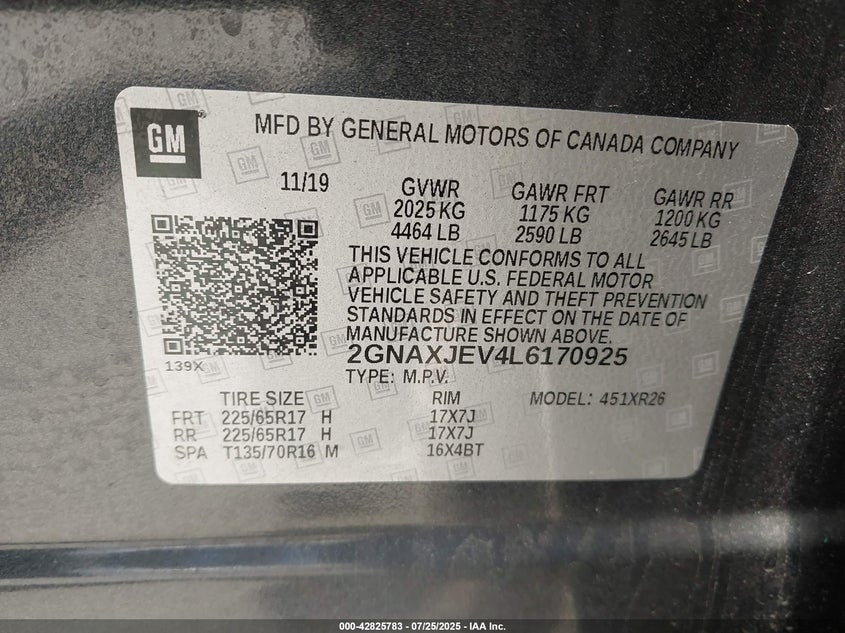 GM
MFD BY GENERAL MOTORS OF CANADA COMPANY
11/19 GVWR GAWR FRT GAWR RR
2025 KG 1175 KG 1200 KG
4464 LB 2590 LB 2645 LB
THIS VEHICLE CONFORMS TO ALL
APPLICABLE U.S. FEDERAL MOTOR
VEHICLE SAFETY AND THEFT PREVENTION
STANDARDS IN EFFECT ON THE DATE OF
MANUFACTURE SHOWN ABOVE.
2GNAXJEV4L6170925
139X
TYPE: M.P.V.
TIRE SIZE RIM MODEL: 451XR26
FRT 225/65R17 H 17X7J
RR 225/65R17 H 17X7J
SPA T135/70R16 M 16X4BT
000-42825783 / 07/25/2025 - IAA Inc.